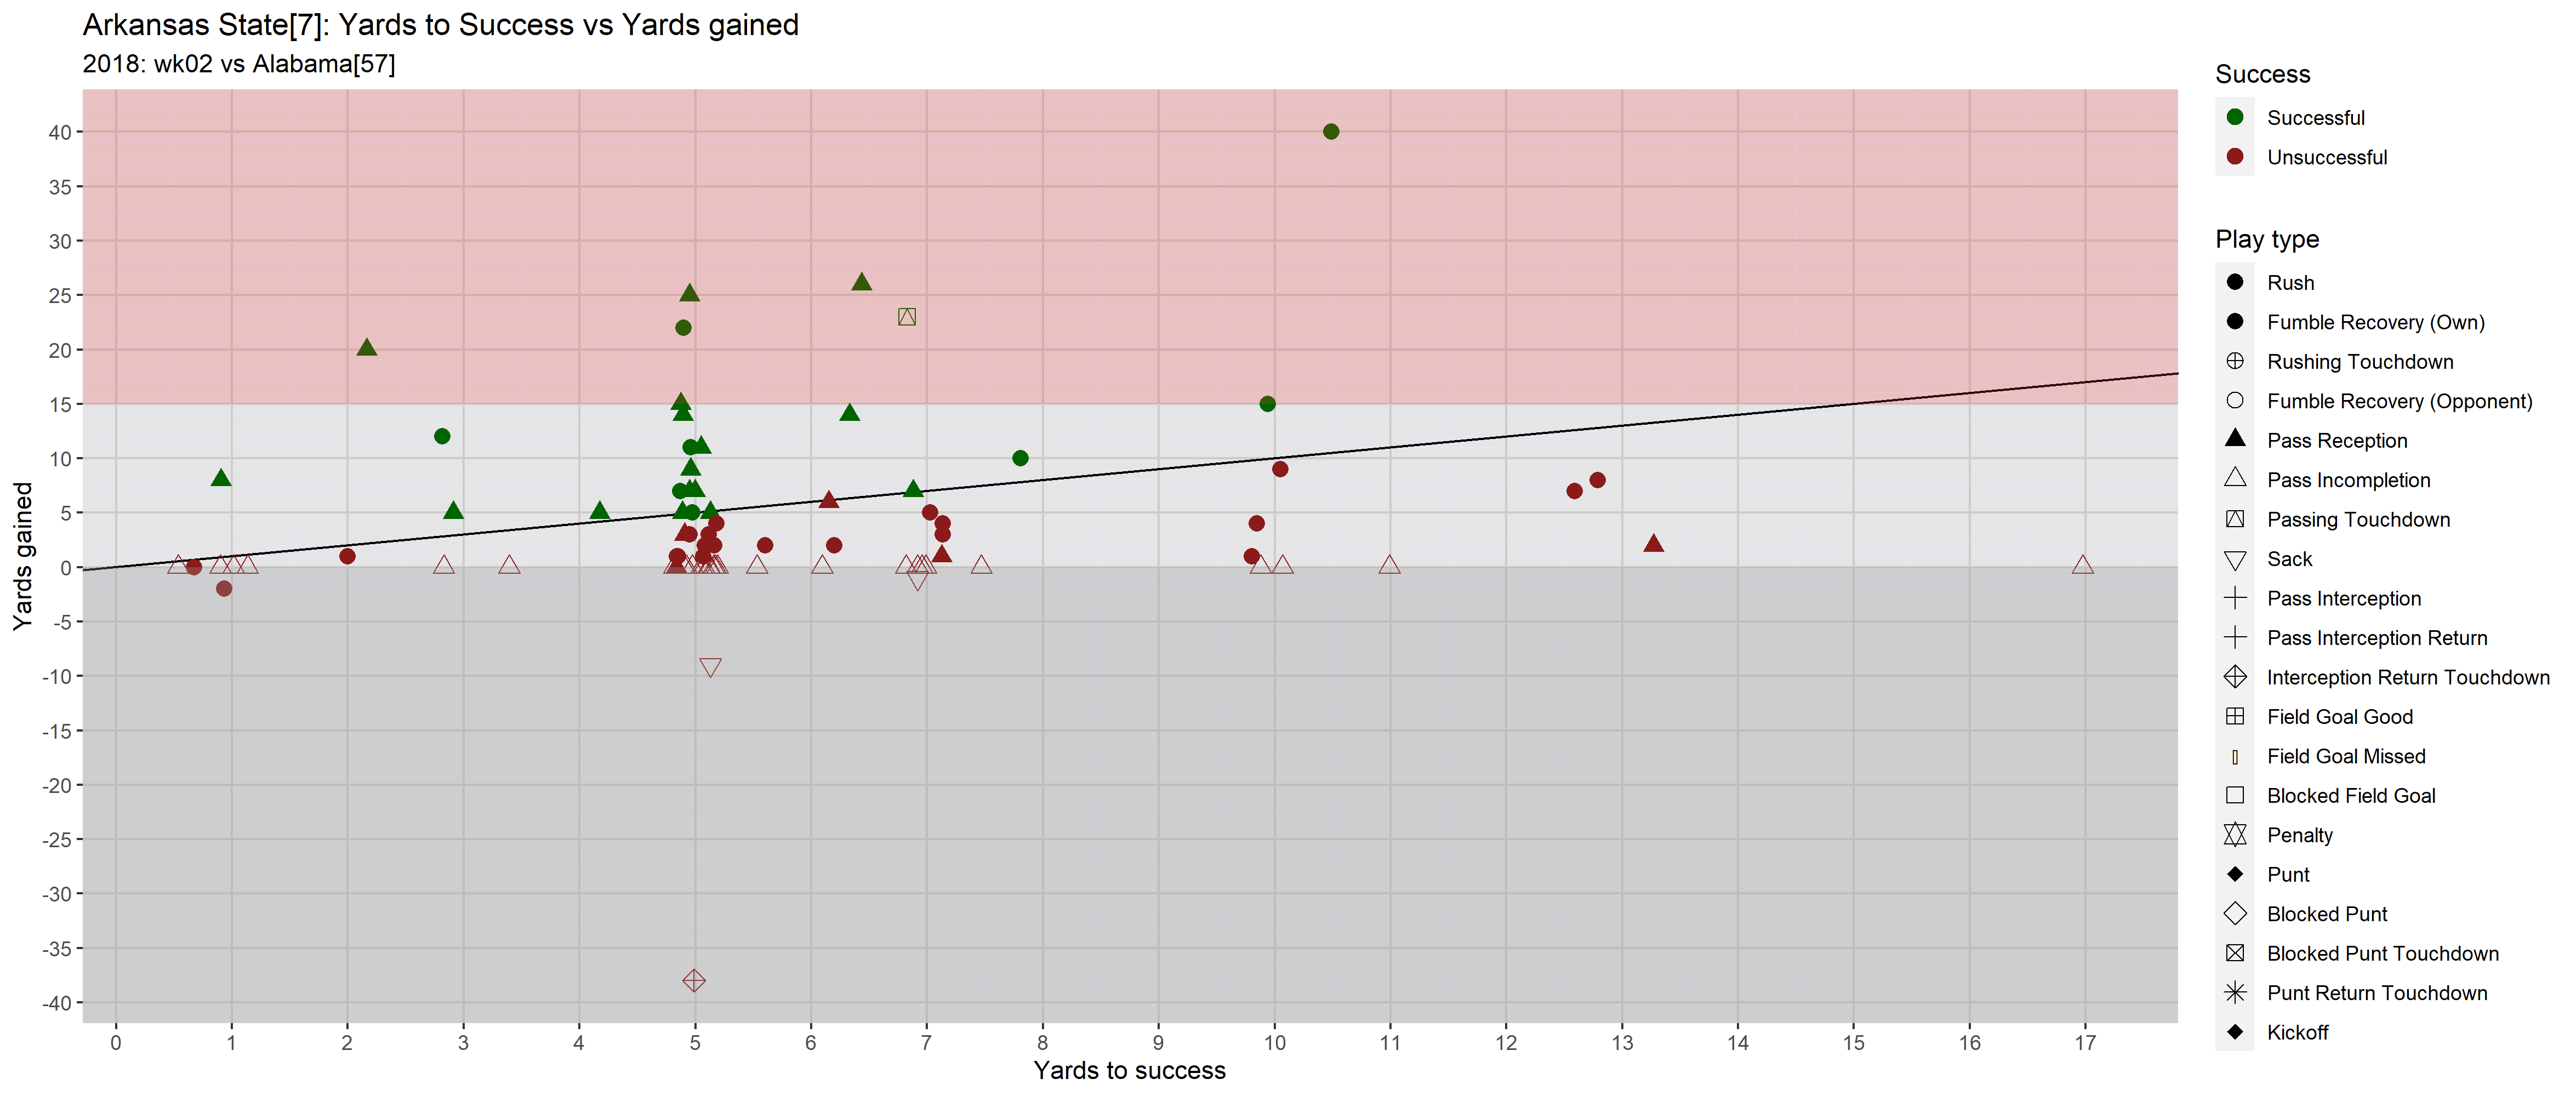 Arkansas State[7]: Yards to Success vs Yards gained
2018: wk02 vs Alabama[57]
Yards gained
40
35
30
25
20
15
10
5
0
-5
-10
-15
-20
-25
-30
-35
-40
0 1 2 3 4 5 6 7 8 9 10 11 12 13 14 15 16 17
Yards to success
Success
Successful
Unsuccessful
Play type
Rush
Fumble Recovery (Own)
Rushing Touchdown
Fumble Recovery (Opponent)
Pass Reception
Pass Incompletion
Passing Touchdown
Sack
Pass Interception
Pass Interception Return
Interception Return Touchdown
Field Goal Good
Field Goal Missed
Blocked Field Goal
Penalty
Punt
Blocked Punt
Blocked Punt Touchdown
Punt Return Touchdown
Kickoff